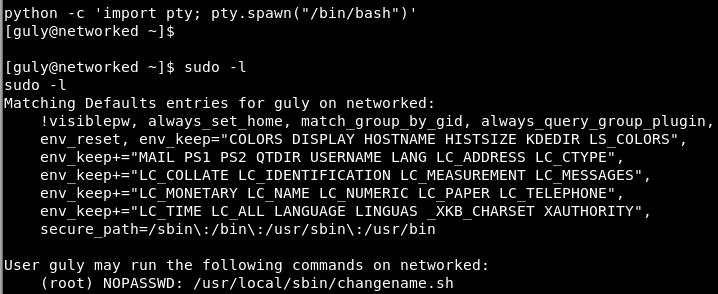 python -c 'import pty; pty.spawn("/bin/bash")'
[guly@networked ~]$
[guly@networked ~]$ sudo -l
sudo -l
Matching Defaults entries for guly on networked:
    !visiblepw, always_set_home, match_group_by_gid, always_query_group_plugin,
    env_reset, env_keep="COLORS DISPLAY HOSTNAME HISTSIZE KDEDIR LS_COLORS",
    env_keep+="MAIL PS1 PS2 QTDIR USERNAME LANG LC_ADDRESS LC_CTYPE",
    env_keep+="LC_COLLATE LC_IDENTIFICATION LC_MEASUREMENT LC_MESSAGES",
    env_keep+="LC_MONETARY LC_NAME LC_NUMERIC LC_PAPER LC_TELEPHONE",
    env_keep+="LC_TIME LC_ALL LANGUAGE LINGUAS _XKB_CHARSET XAUTHORITY",
    secure_path=/sbin\:/bin\:/usr/sbin\:/usr/bin
User guly may run the following commands on networked:
    (root) NOPASSWD: /usr/local/sbin/changename.sh